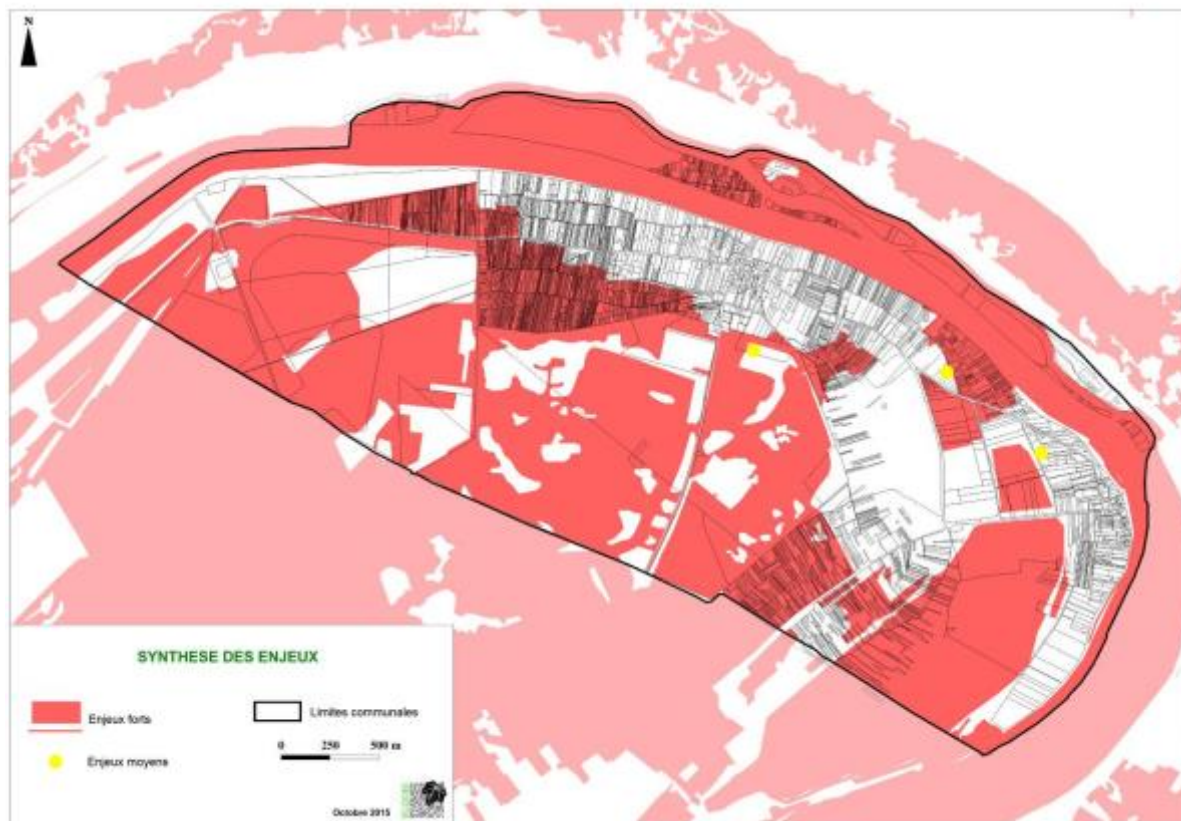 N
SYNTHESE DES ENJEUX
Enjeux forts
Limites communales
0 250 500 m
Enjeux moyens
Octobre 2015